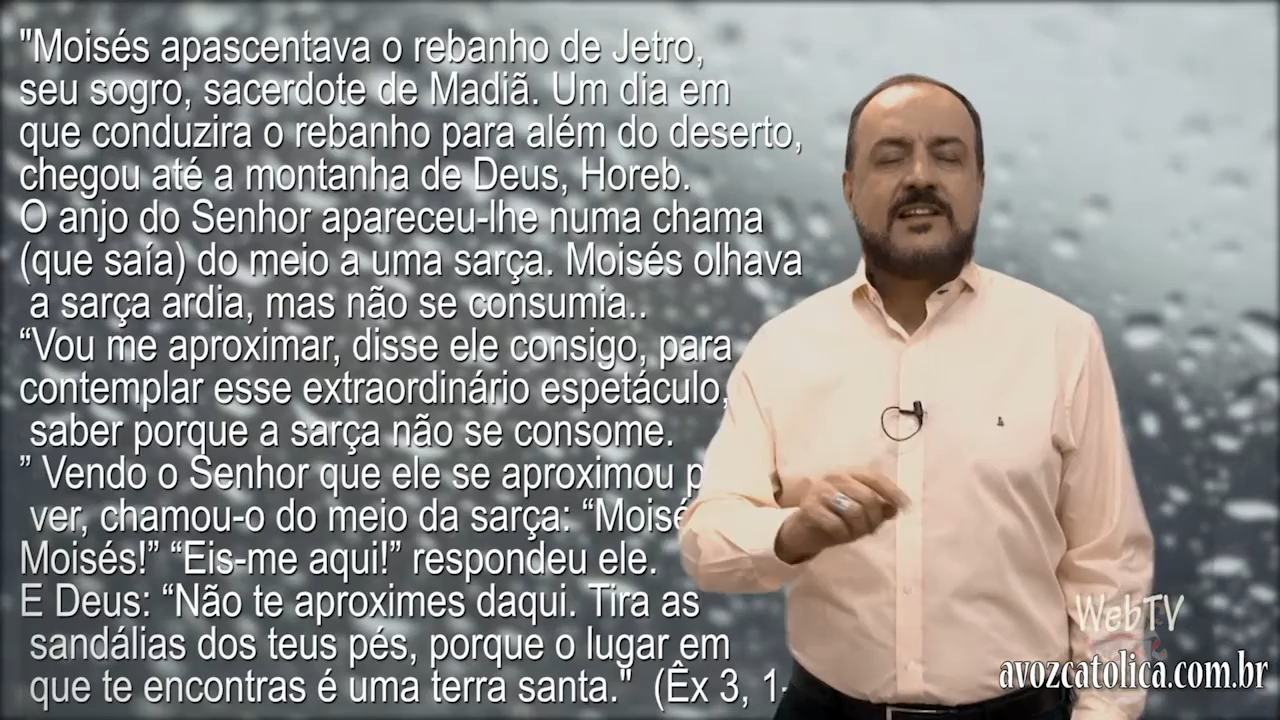 "Moisés apascentava o rebanho de Jetro,
seu sogro, sacerdote de Madiã. Um dia em
que conduzira o rebanho para além do deserto,
chegou até a montanha de Deus, Horeb.
O anjo do Senhor apareceu-lhe numa chama
(que saía) do meio a uma sarça. Moisés olhava
a sarça ardia, mas não se consumia..
“Vou me aproximar, disse ele consigo, para
contemplar esse extraordinário espetáculo,
saber porque a sarça não se consome.
” Vendo o Senhor que ele se aproximou
ver, chamou-o do meio da sarça:
Moisés!” “Eis-me aqui!” respondeu ele.
E Deus: “Não te aproximes daqui. Tira as
sandálias dos teus pés, porque o lugar em
que te encontras é uma terra santa." (Êx 3, 1-
WebTV
avozcatolica.com.br